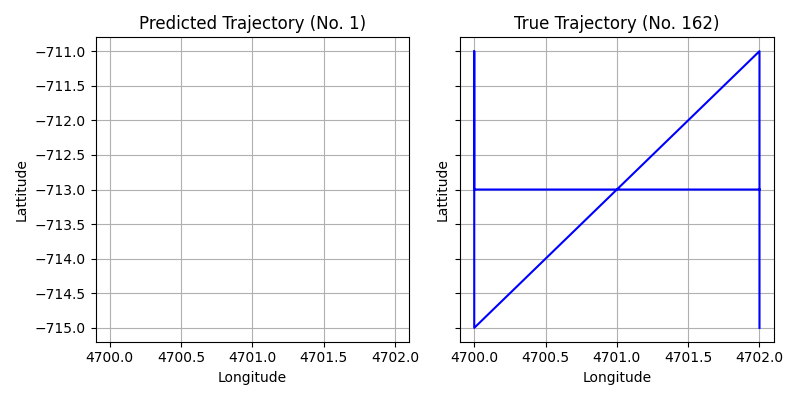 Predicted Trajectory (No. 1)
True Trajectory (No. 162)
−711.0
−711.5
−712.0
−712.5
−713.0
−713.5
−714.0
−714.5
−715.0
Lattitude
Lattitude
4700.0 4700.5 4701.0 4701.5 4702.0
4700.0 4700.5 4701.0 4701.5 4702.0
Longitude
Longitude